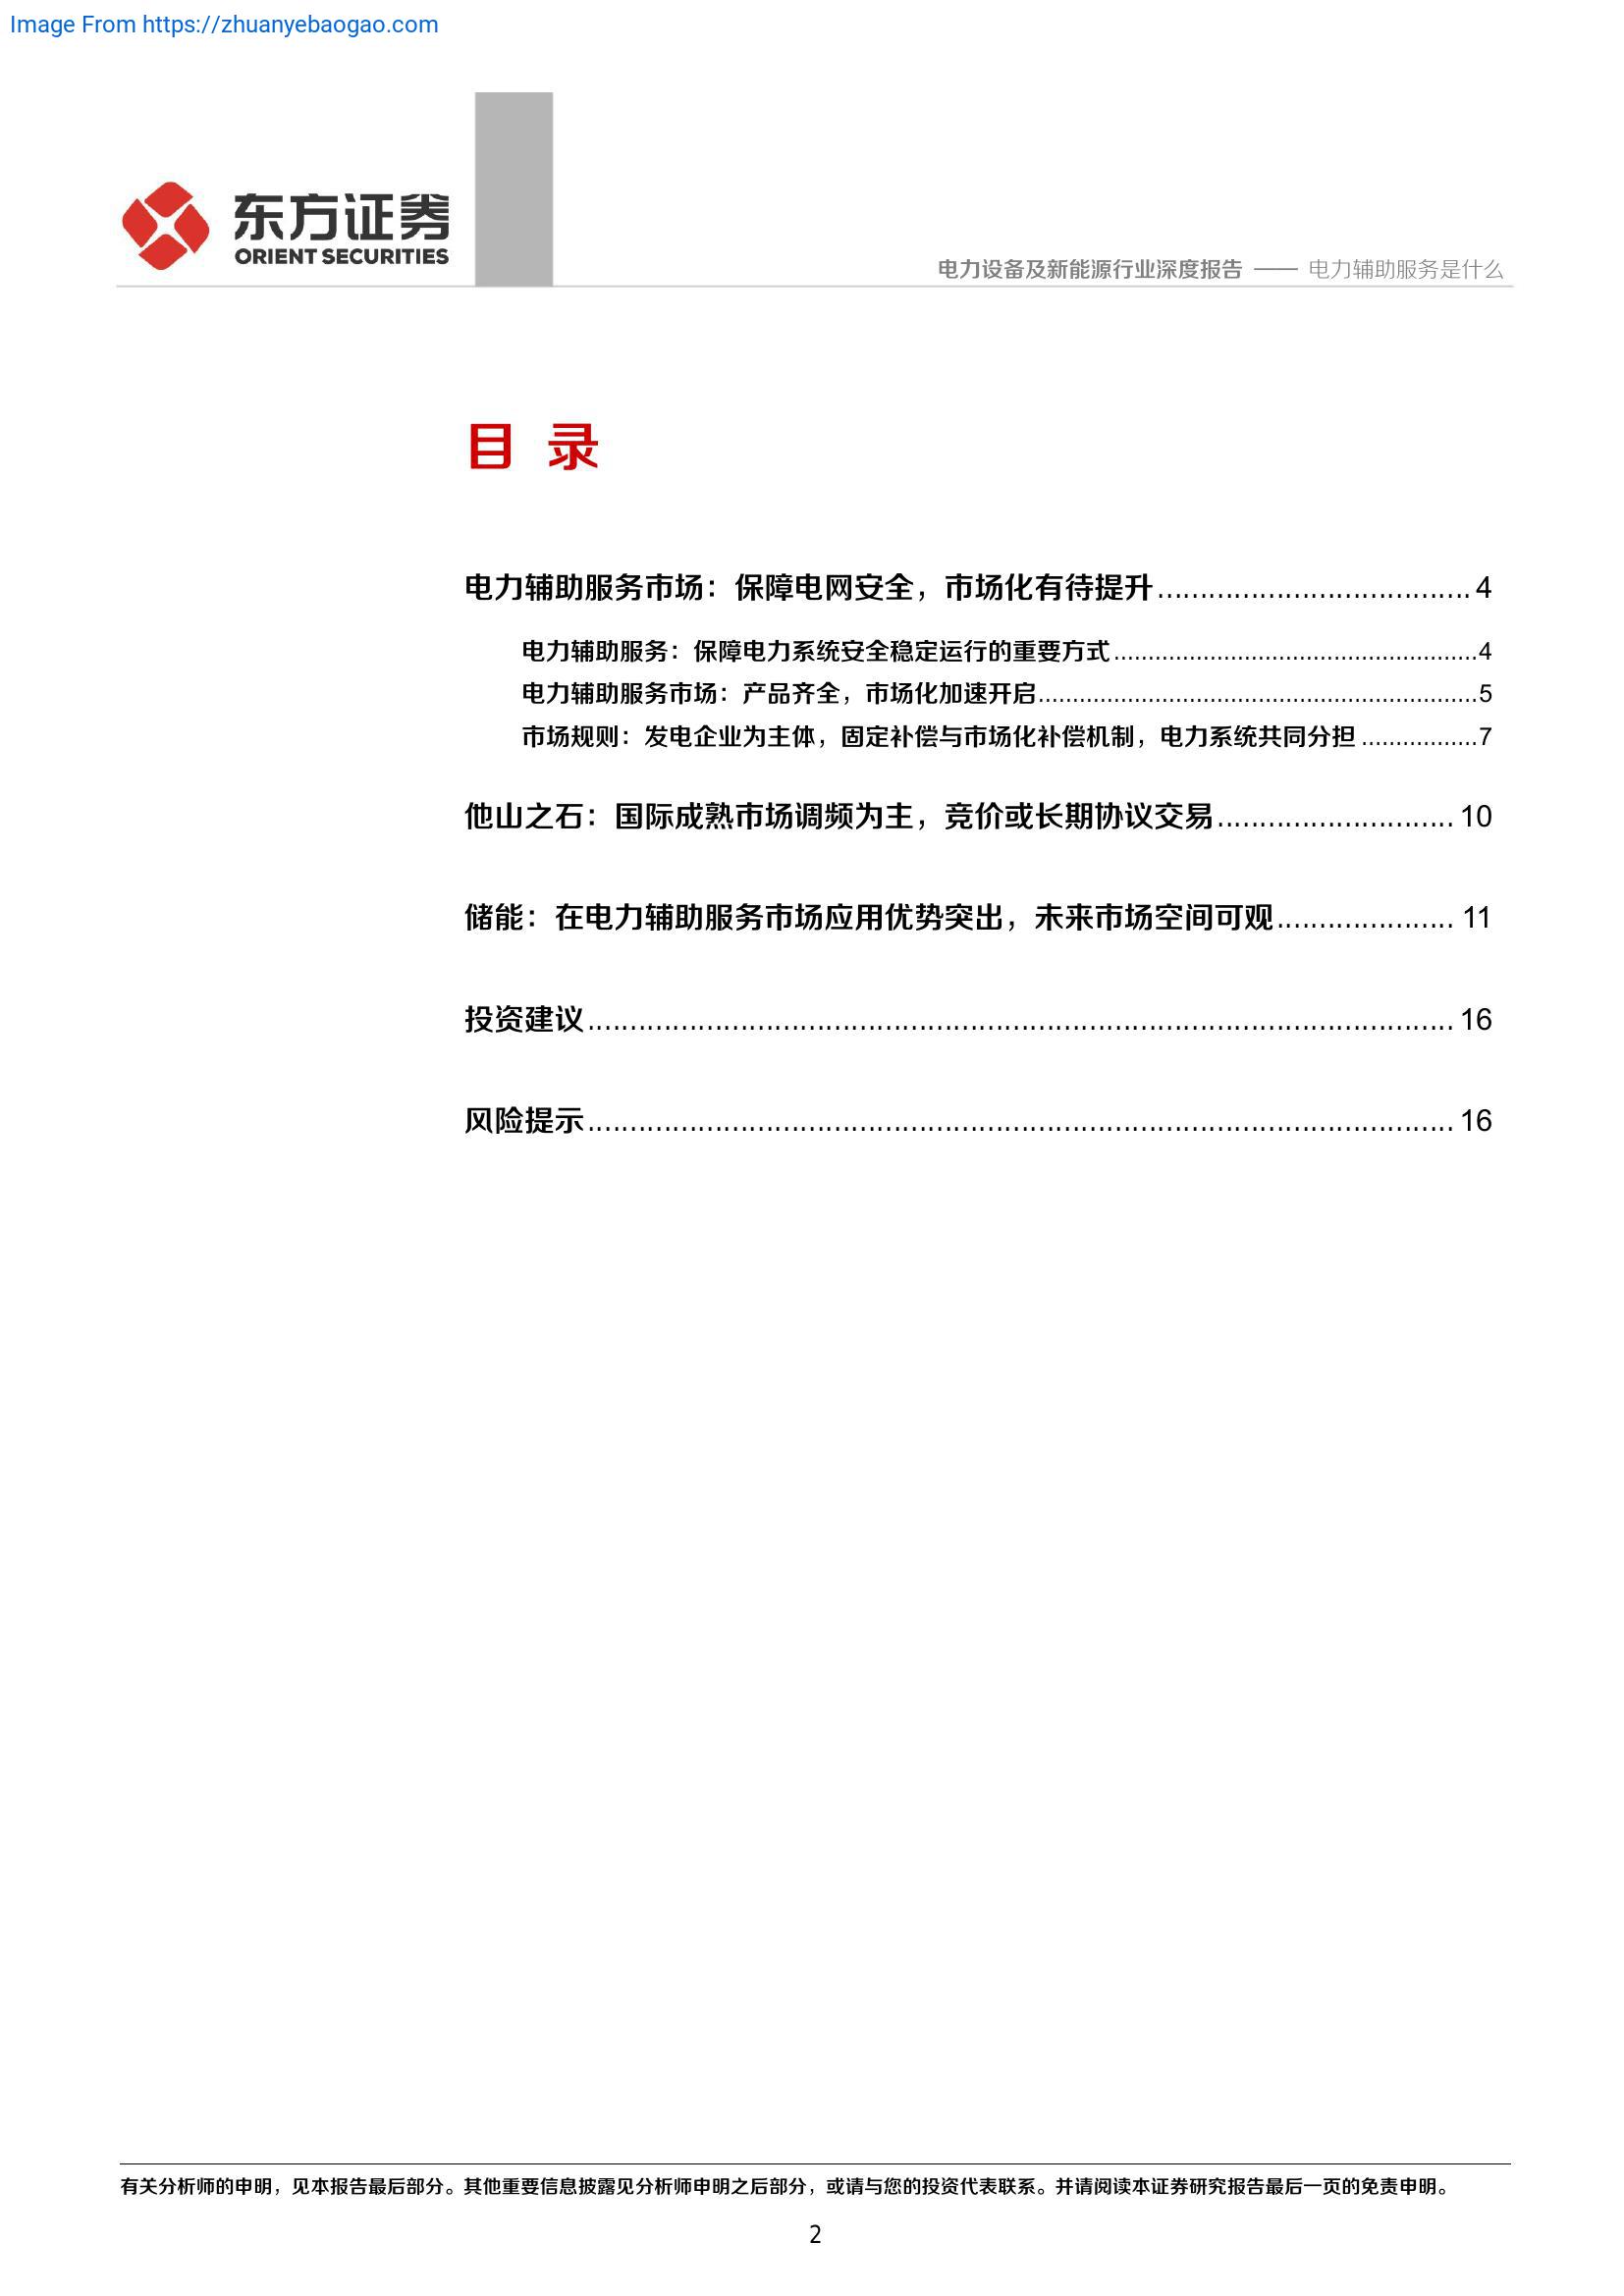 Image From https://zhuanyebaogao.com
东方证券
ORIENT SECURITIES
电力设备及新能源行业深度报告 —— 电力辅助服务是什么
目 录
电力辅助服务市场：保障电网安全，市场化有待提升..................................... 4
电力辅助服务：保障电力系统安全稳定运行的重要方式.....................................................4
电力辅助服务市场：产品齐全，市场化加速开启................................................................5
市场规则：发电企业为主体，固定补偿与市场化补偿机制，电力系统共同分担 .................7
他山之石：国际成熟市场调频为主，竞价或长期协议交易............................ 10
储能：在电力辅助服务市场应用优势突出，未来市场空间可观..................... 11
投资建议...................................................................................................... 16
风险提示...................................................................................................... 16
有关分析师的申明，见本报告最后部分。其他重要信息披露见分析师申明之后部分，或请与您的投资代表联系。并请阅读本证券研究报告最后一页的免责申明。
2